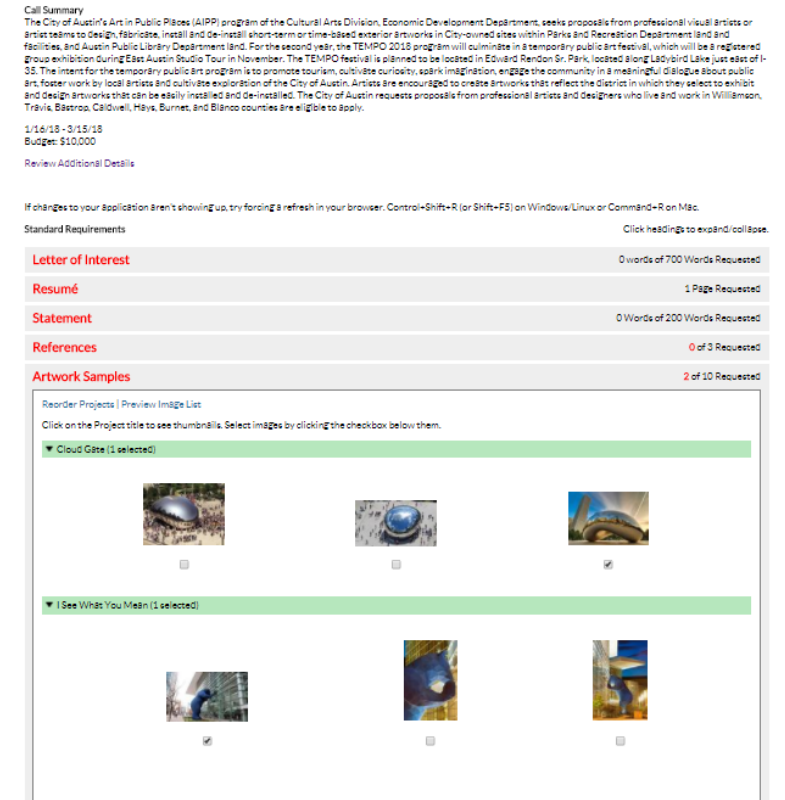 Call Summary
The City of Austin's Art in Public Places (AIPP) program of the Cultural Arts Division, Economic Development Department, seeks proposals from professional visual artists or
artist teams to design, fabricate, install and de-install short-term or time-based exterior artworks in City-owned sites within Parks and Recreation Department land and
facilities, and Austin Public Library Department land. For the second year, the TEMPO 2018 program will culminate in a temporary public art festival, which will be a registered
group exhibition during East Austin Studio Tour in November. The TEMPO festival is planned to be located in Edward Rendon Sr. Park, located along Ladybird Lake just east of I-
35. The intent for the temporary public art program is to promote tourism, cultivate curiosity, spark imagination, engage the community in a meaningful dialogue about public
art, foster work by local artists and cultivate exploration of the City of Austin. Artists are encouraged to create artworks that reflect the district in which they select to exhibit
and design artworks that can be easily installed and de-installed. The City of Austin requests proposals from professional artists and designers who live and work in Williamson,
Travis, Bastrop, Caldwell, Hays, Burnet, and Blanco counties are eligible to apply.
1/16/18 - 3/15/18
Budget: $10,000
Review Additional Details
If changes to your application aren't showing up, try forcing a refresh in your browser. Control+Shift+R (or Shift+F5) on Windows/Linux or Command+R on Mac.
Standard Requirements Click headings to expand/collapse.
Letter of Interest 0 words of 700 Words Requested
Resumé 1 Page Requested
Statement 0 Words of 200 Words Requested
References 0 of 3 Requested
Artwork Samples 2 of 10 Requested
Reorder Projects | Preview Image List
Click on the Project title to see thumbnails. Select images by clicking the checkbox below them.
▼ Cloud Gate (1 selected)
▼ I See What You Mean (1 selected)